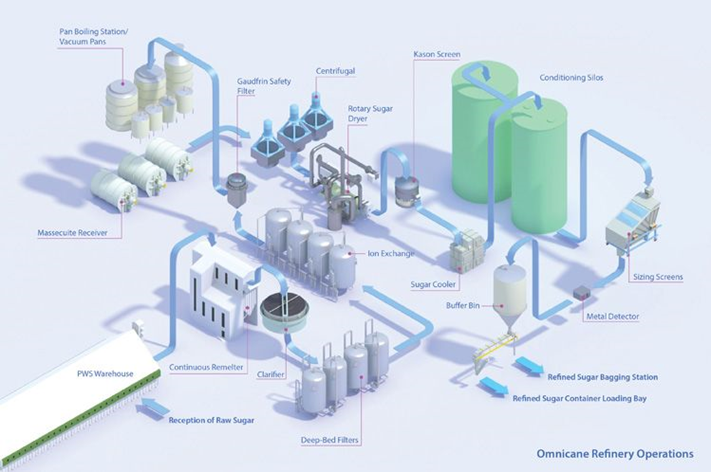 Pan Boiling Station/
Vacuum Pans
Gaudfrin Safety
Filter
Centrifugal
Kason Screen
Conditioning Silos
Rotary Sugar
Dryer
Massecuite Receiver
Ion Exchange
Sugar Cooler
Sizing Screens
Buffer Bin
Metal Detector
PWS Warehouse
Continuous Remelter
Clarifier
Refined Sugar Bagging Station
Refined Sugar Container Loading Bay
Reception of Raw Sugar
Deep-Bed Filters
Omnicane Refinery Operations